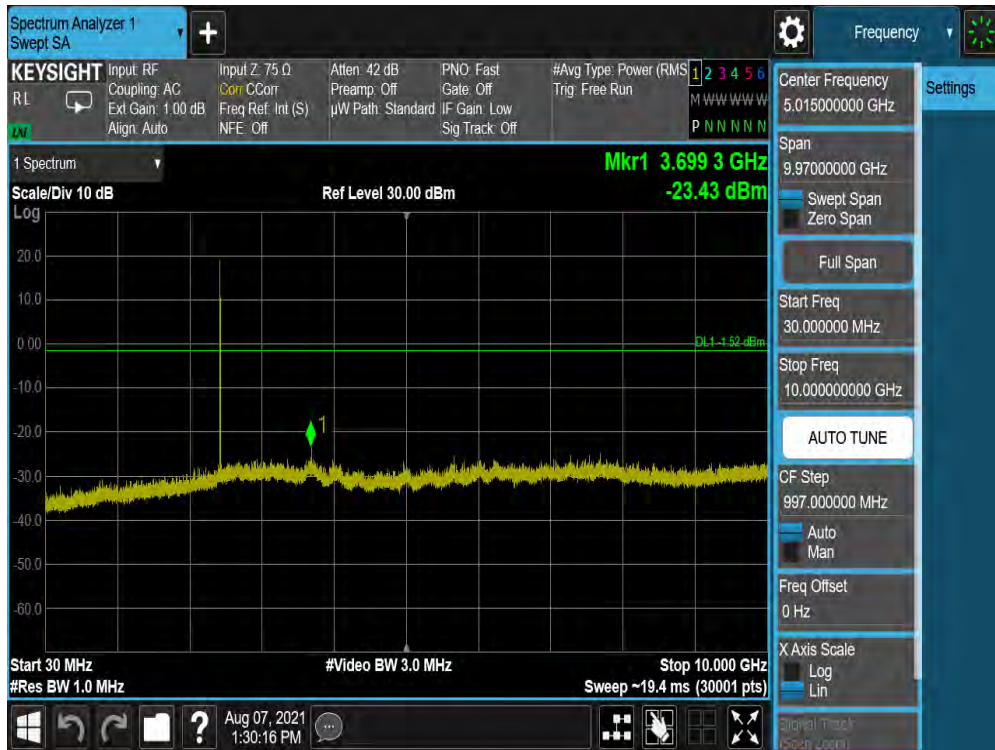 Spectrum Analyzer 1
Swept SA
+
Frequency
KEYSIGHT
RL
LXI
Input: RF
Coupling: AC
Ext Gain: 1.00 dB
Align: Auto
Input Z: 75 Ω
Corr CCorr
Freq Ref: Int (S)
NFE: Off
Atten: 42 dB
Preamp: Off
µW Path: Standard
PNO: Fast
Gate: Off
IF Gain: Low
Sig Track: Off
#Avg Type: Power (RMS
Trig: Free Run
1 2 3 4 5 6
M W W W W W
P N N N N N
1 Spectrum
Mkr1 3.699 3 GHz
Scale/Div 10 dB
Ref Level 30.00 dBm
-23.43 dBm
Log
20.0
10.0
0.00
DL1 -1.52 dBm
-10.0
-20.0
1
-30.0
-40.0
-50.0
-60.0
Start 30 MHz
#Video BW 3.0 MHz
Stop 10.000 GHz
#Res BW 1.0 MHz
Sweep ~19.4 ms (30001 pts)
Center Frequency
5.015000000 GHz
Settings
Span
9.97000000 GHz
Swept Span
Zero Span
Full Span
Start Freq
30.000000 MHz
Stop Freq
10.000000000 GHz
AUTO TUNE
CF Step
997.000000 MHz
Auto
Man
Freq Offset
0 Hz
X Axis Scale
Log
Lin
Signal Track
(Span Zoom)
?
Aug 07, 2021
1:30:16 PM